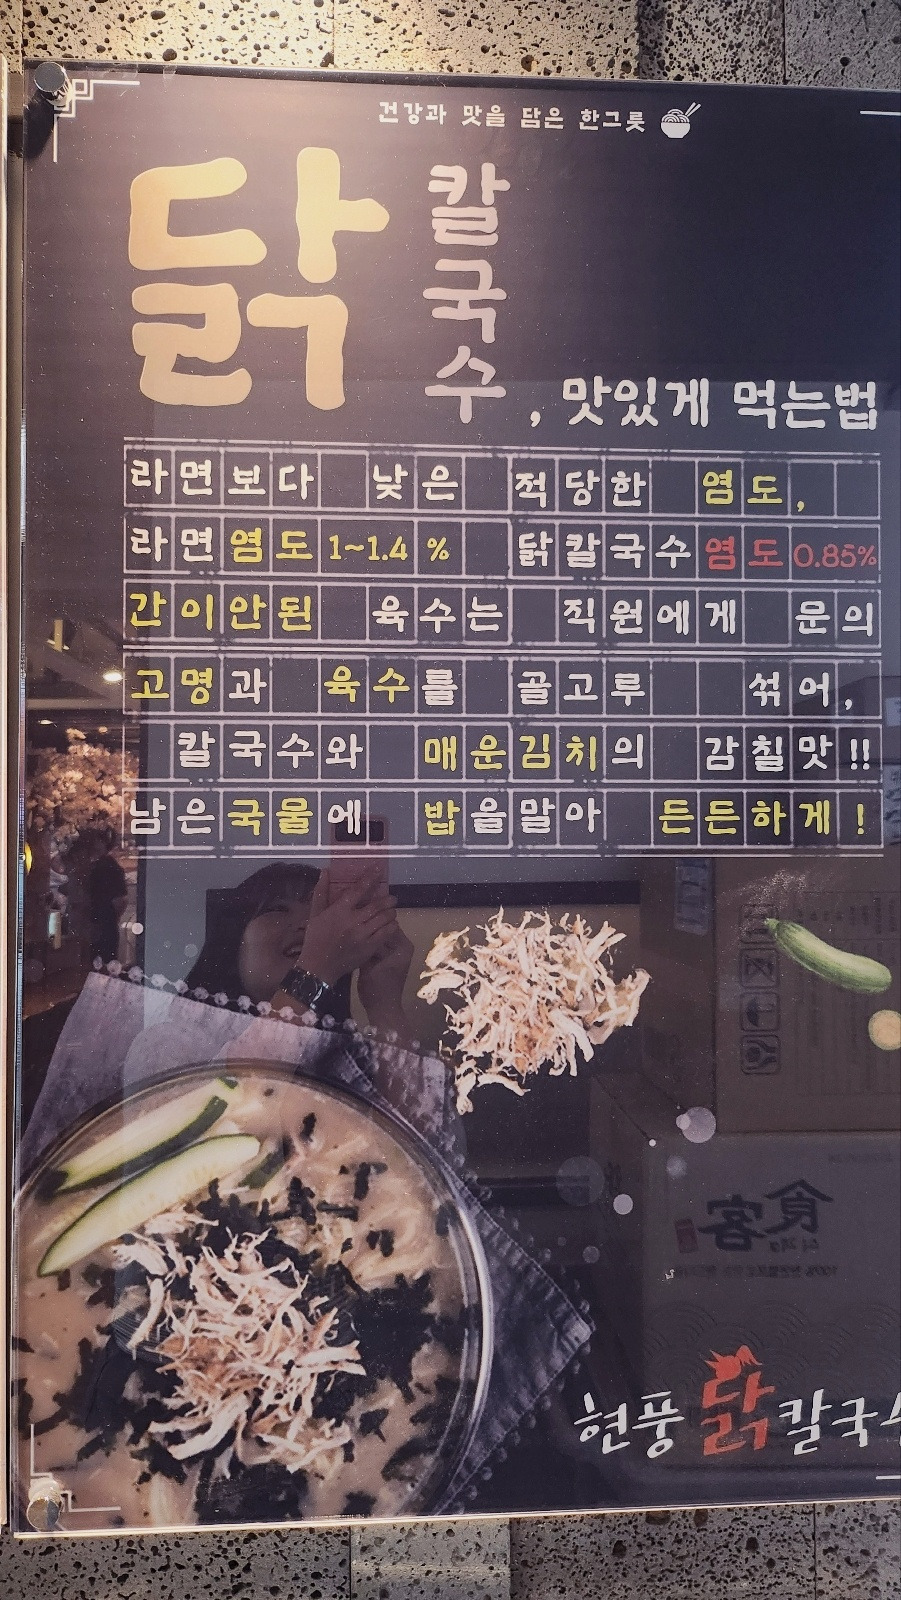 건강과 맛을 담은 한그릇
닭
칼국수
, 맛있게 먹는법
라면보다 낮은 적당한 염도,
라면염도 1~1.4 % 닭칼국수염도 0.85%
간이안된 육수는 직원에게 문의
고명과 육수를 골고루 섞어,
칼국수와 매운김치의 감칠맛 !!
남은국물에 밥을말아 든든하게 !
食客
현풍 닭칼국수